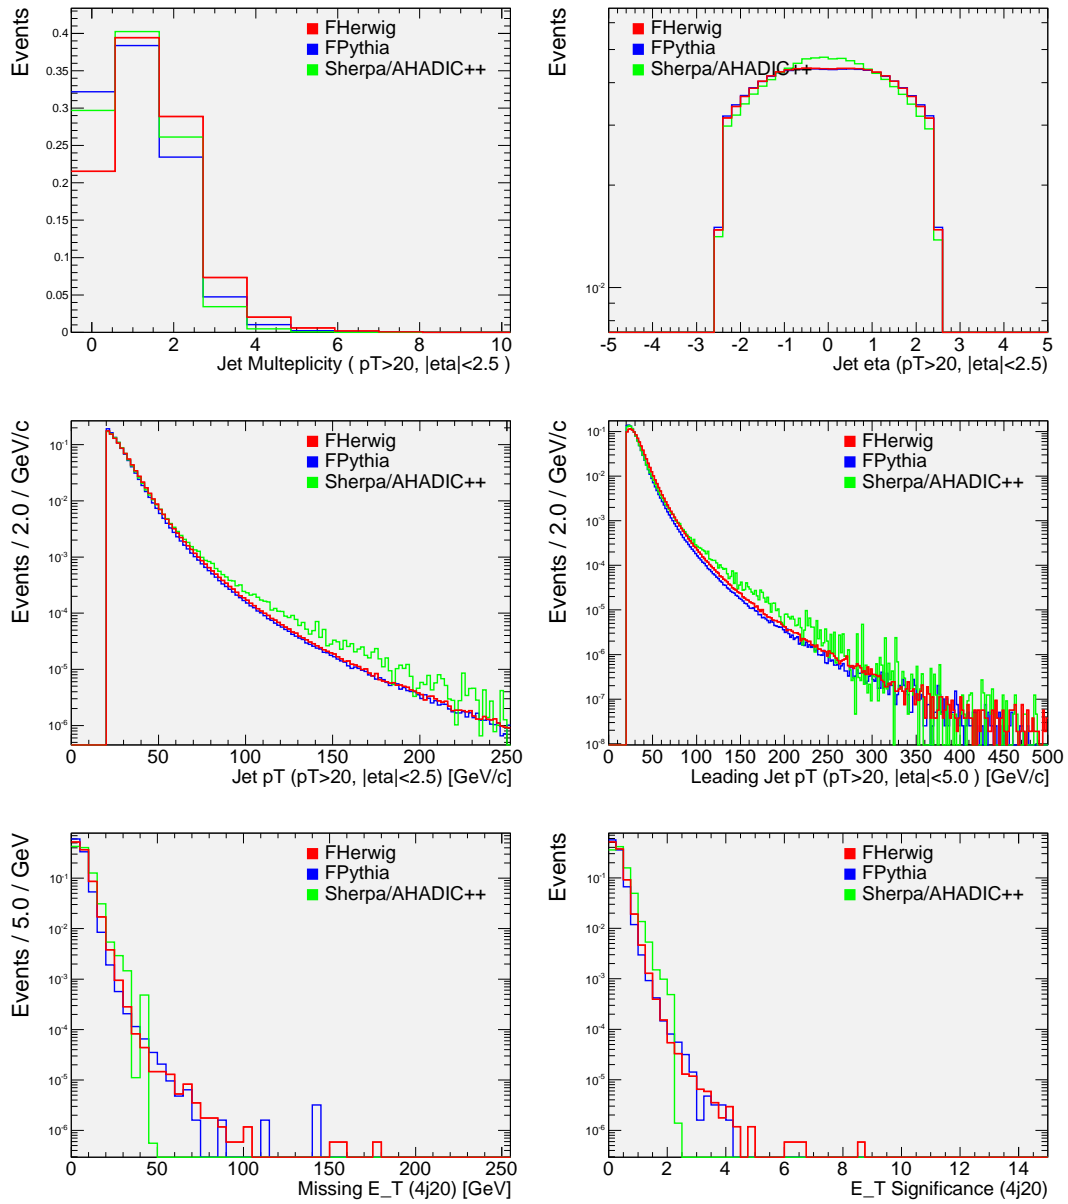 Events
FHerwig
FPythia
Sherpa/AHADIC++
0.4
0.35
0.3
0.25
0.2
0.15
0.1
0.05
0
0 2 4 6 8 10
Jet Multeplicity ( pT>20, |eta|<2.5 )
Events
FHerwig
FPythia
Sherpa/AHADIC++
10-2
-5 -4 -3 -2 -1 0 1 2 3 4 5
Jet eta (pT>20, |eta|<2.5)
Events / 2.0 / GeV/c
FHerwig
FPythia
Sherpa/AHADIC++
10-1
10-2
10-3
10-4
10-5
10-6
0 50 100 150 200 250
Jet pT (pT>20, |eta|<2.5) [GeV/c]
Events / 2.0 / GeV/c
FHerwig
FPythia
Sherpa/AHADIC++
10-1
10-2
10-3
10-4
10-5
10-6
10-7
10-8
0 50 100 150 200 250 300 350 400 450 500
Leading Jet pT (pT>20, |eta|<5.0 ) [GeV/c]
Events / 5.0 / GeV
FHerwig
FPythia
Sherpa/AHADIC++
10-1
10-2
10-3
10-4
10-5
10-6
0 50 100 150 200 250
Missing E_T (4j20) [GeV]
Events
FHerwig
FPythia
Sherpa/AHADIC++
10-1
10-2
10-3
10-4
10-5
10-6
0 2 4 6 8 10 12 14
E_T Significance (4j20)